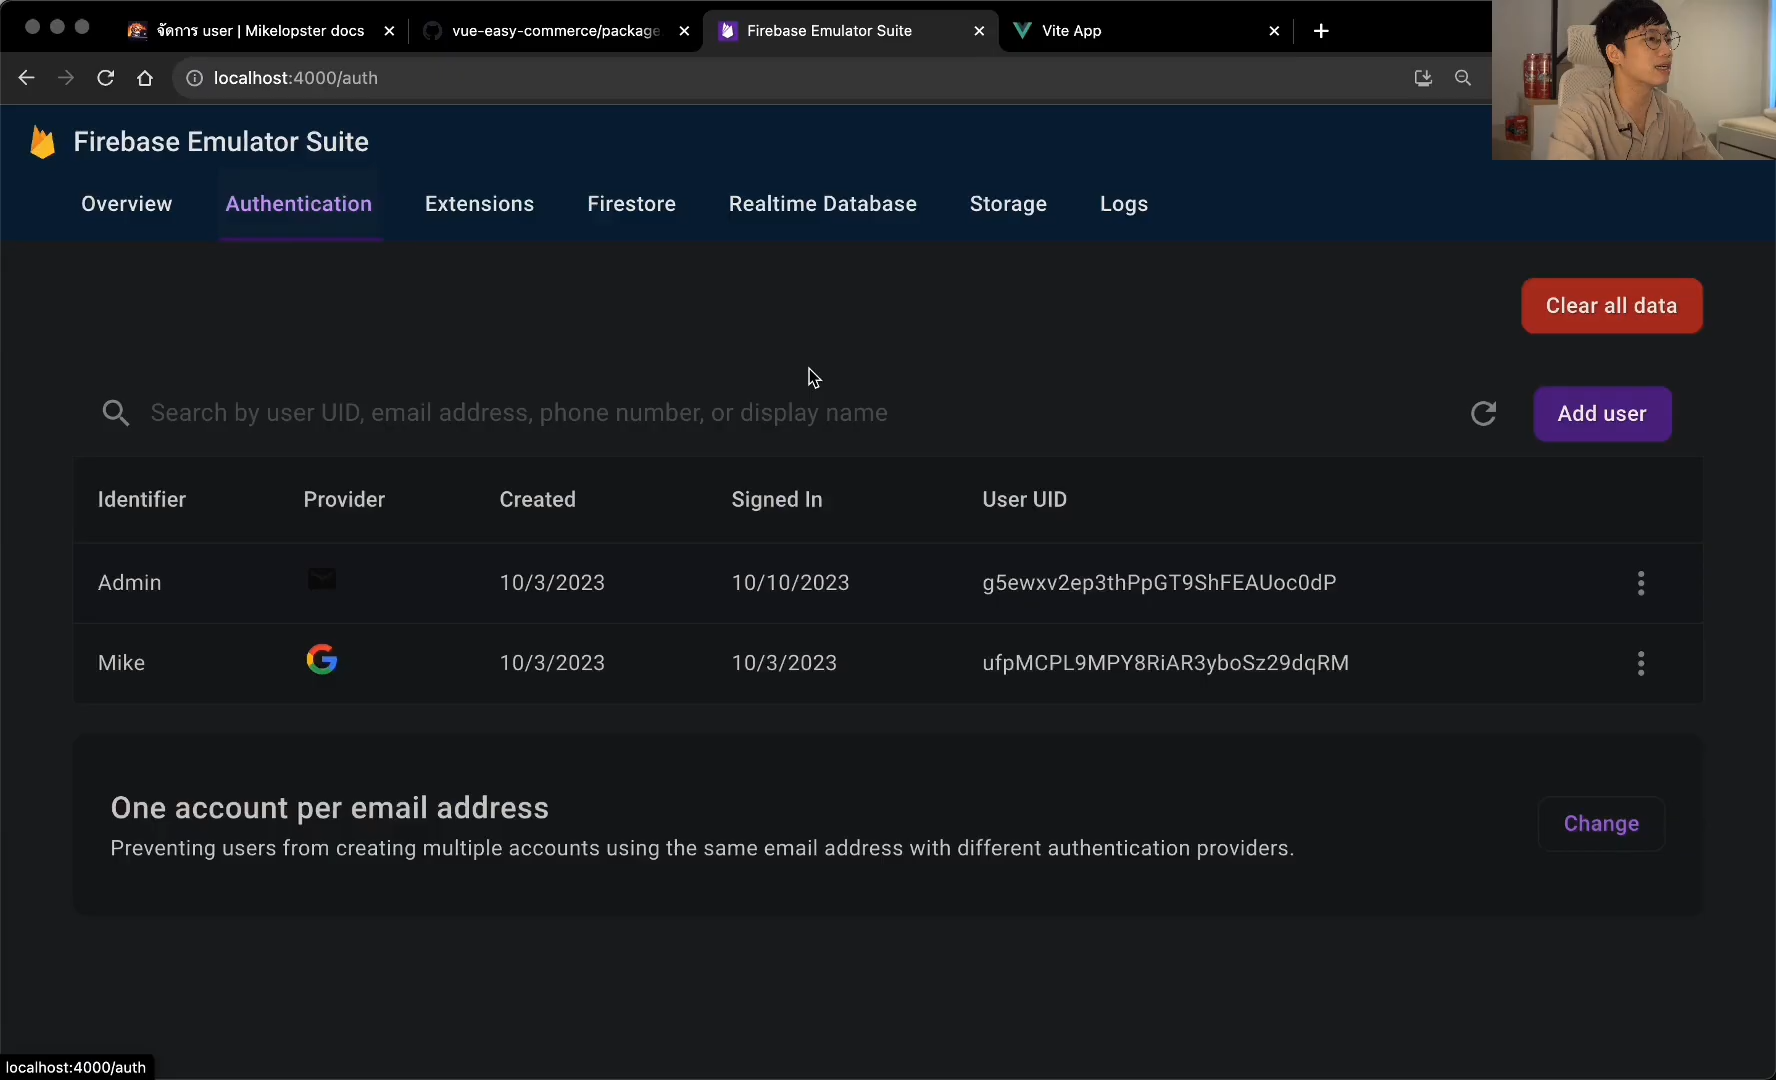 จัดการ user | Mikelopster docs
vue-easy-commerce/package
Firebase Emulator Suite
Vite App
localhost:4000/auth
Firebase Emulator Suite
Overview
Authentication
Extensions
Firestore
Realtime Database
Storage
Logs
Clear all data
Search by user UID, email address, phone number, or display name
Add user
Identifier Provider Created Signed In User UID
Admin 10/3/2023 10/10/2023 g5ewxv2ep3thPpGT9ShFEAUoc0dP
Mike 10/3/2023 10/3/2023 ufpMCPL9MPY8RiAR3yboSz29dqRM
One account per email address
Preventing users from creating multiple accounts using the same email address with different authentication providers.
Change
localhost:4000/auth